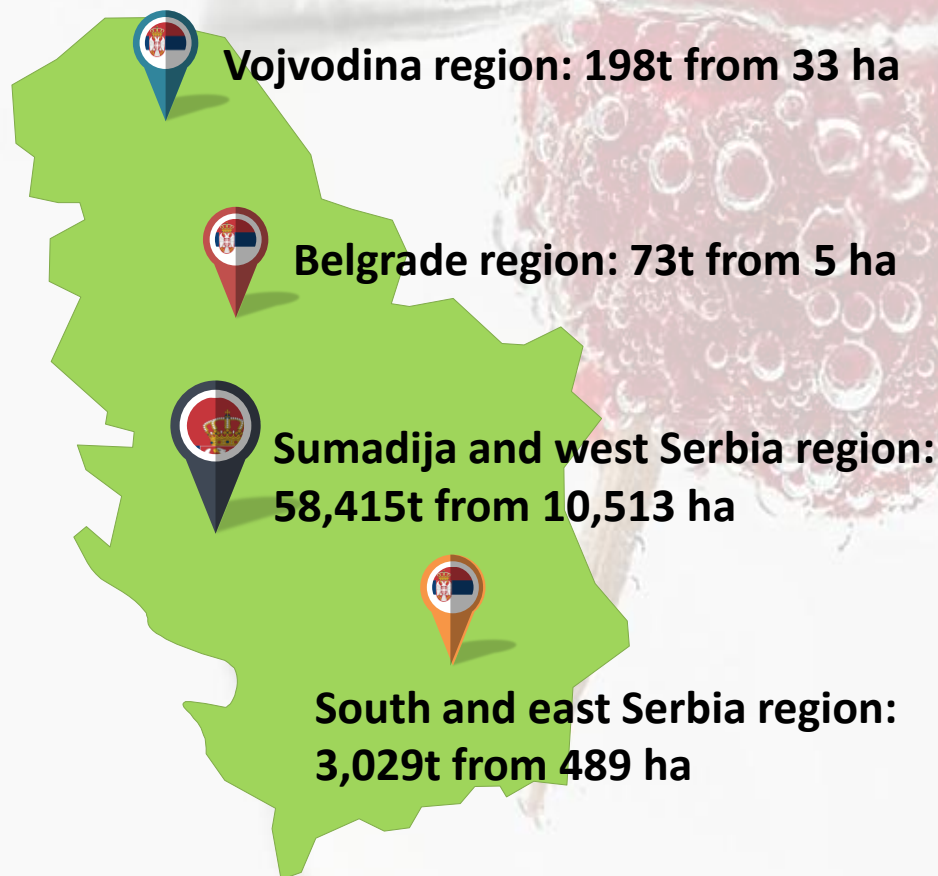 Vojvodina region: 198t from 33 ha
Belgrade region: 73t from 5 ha
Sumadija and west Serbia region:
58,415t from 10,513 ha
South and east Serbia region:
3,029t from 489 ha